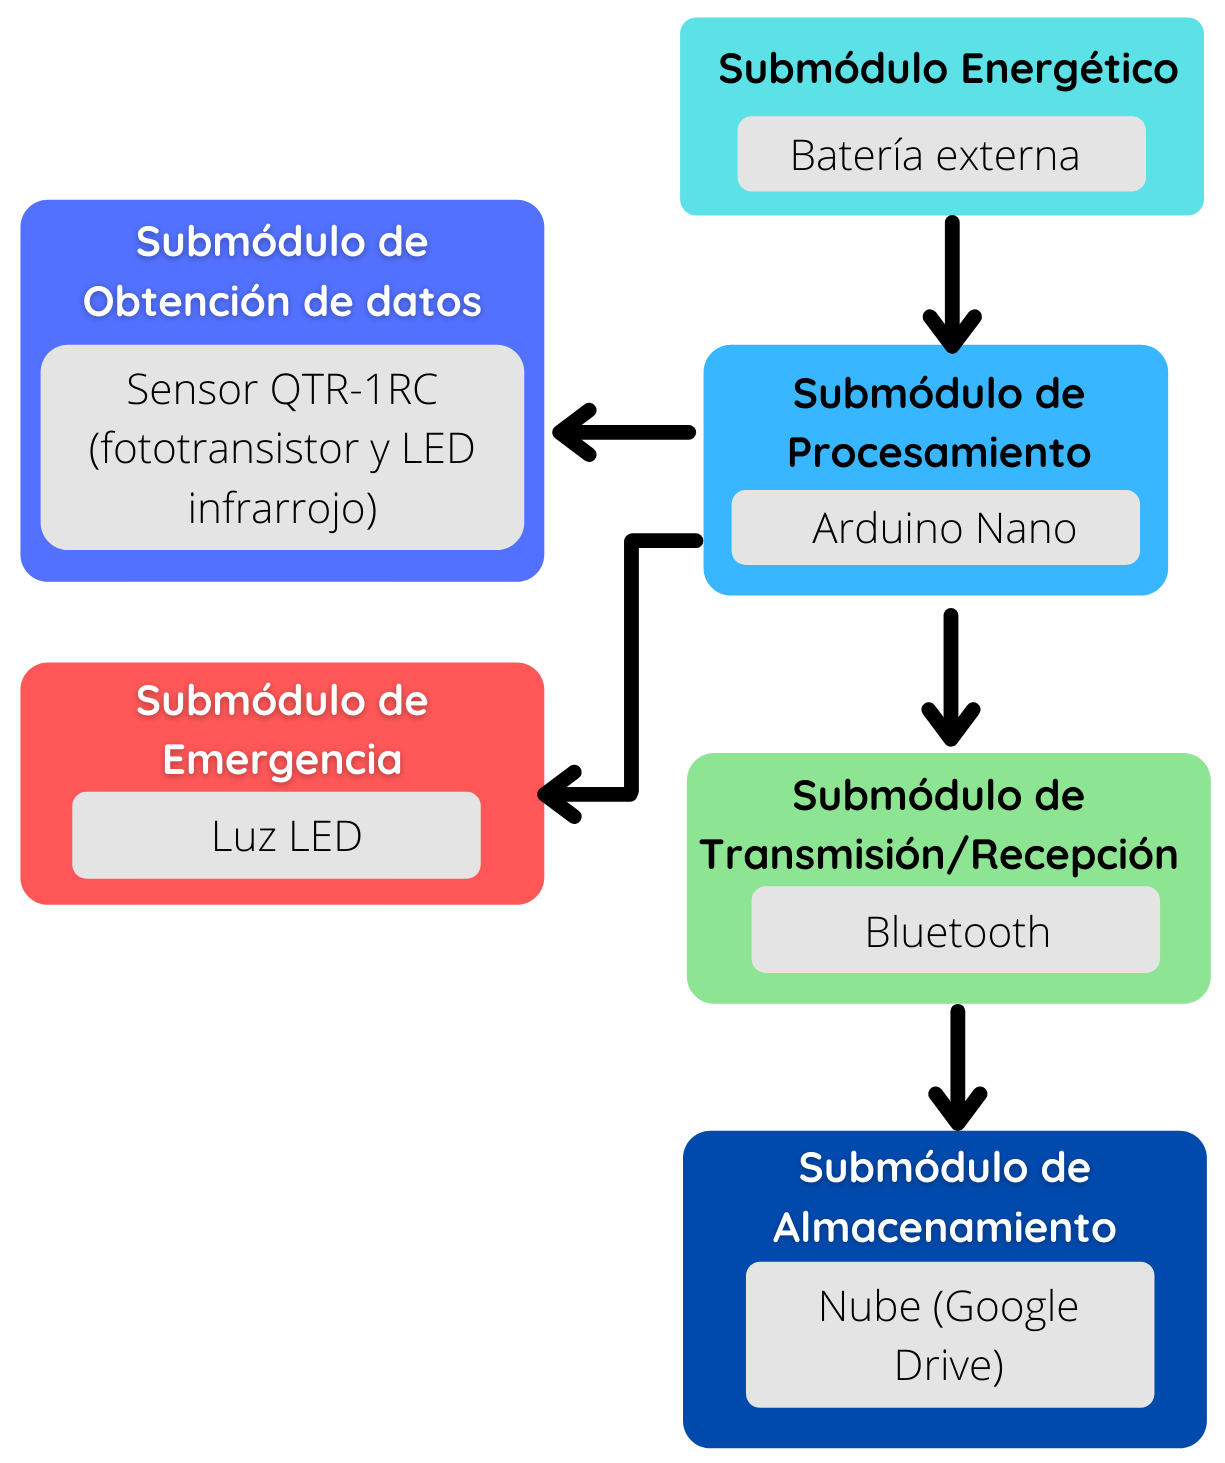 Submódulo Energético
Batería externa
Submódulo de
Obtención de datos
Sensor QTR-1RC
(fototransistor y LED
infrarrojo)
Submódulo de
Procesamiento
Arduino Nano
Submódulo de
Emergencia
Luz LED
Submódulo de
Transmisión/Recepción
Bluetooth
Submódulo de
Almacenamiento
Nube (Google
Drive)